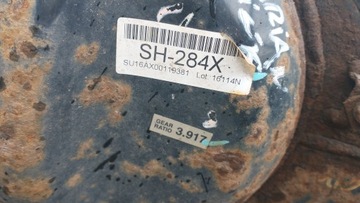 SH-284X
SU16AX00119381 Lot 16114N
GEAR
RATIO 3.917